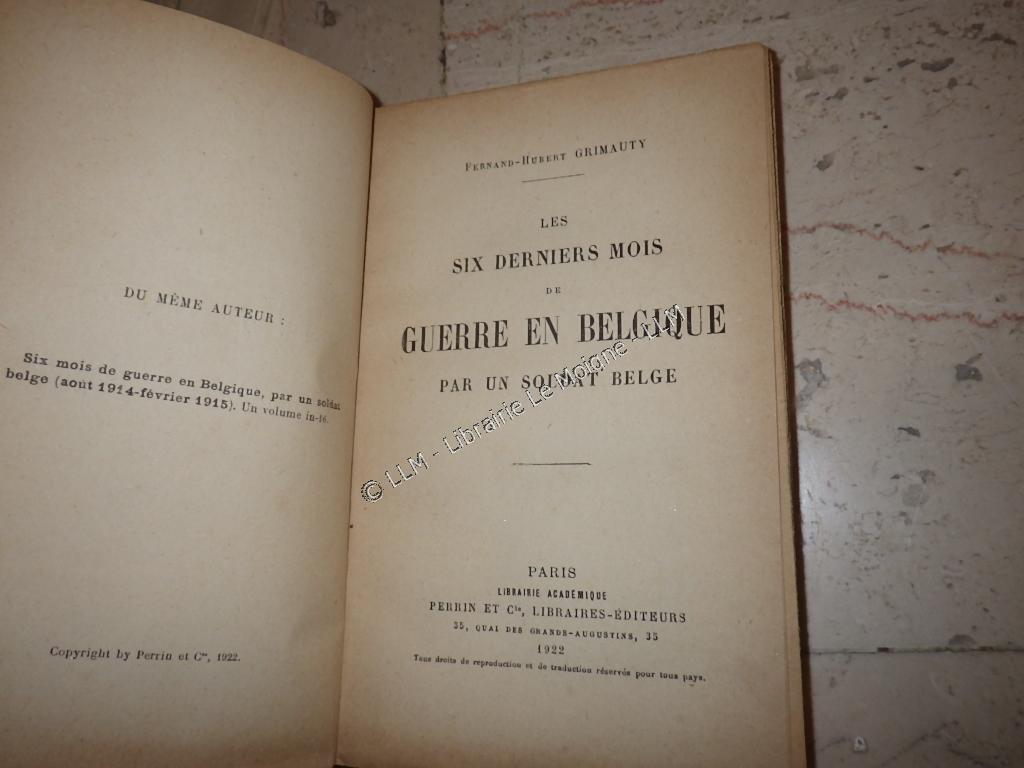 DU MÊME AUTEUR :
Six mois de guerre en Belgique, par un soldat
belge (août 1914-février 1915). Un volume in-16.
Copyright by Perrin et Cie, 1922.
FERNAND-HUBERT GRIMAUTY
LES
SIX DERNIERS MOIS
DE
GUERRE EN BELGIQUE
PAR UN SOLDAT BELGE
© LLM - Librairie Le Moigne - LLM
PARIS
LIBRAIRIE ACADÉMIQUE
PERRIN ET Cie, LIBRAIRES-ÉDITEURS
35, QUAI DES GRANDS-AUGUSTINS, 35
1922
Tous droits de reproduction et de traduction réservés pour tous pays.